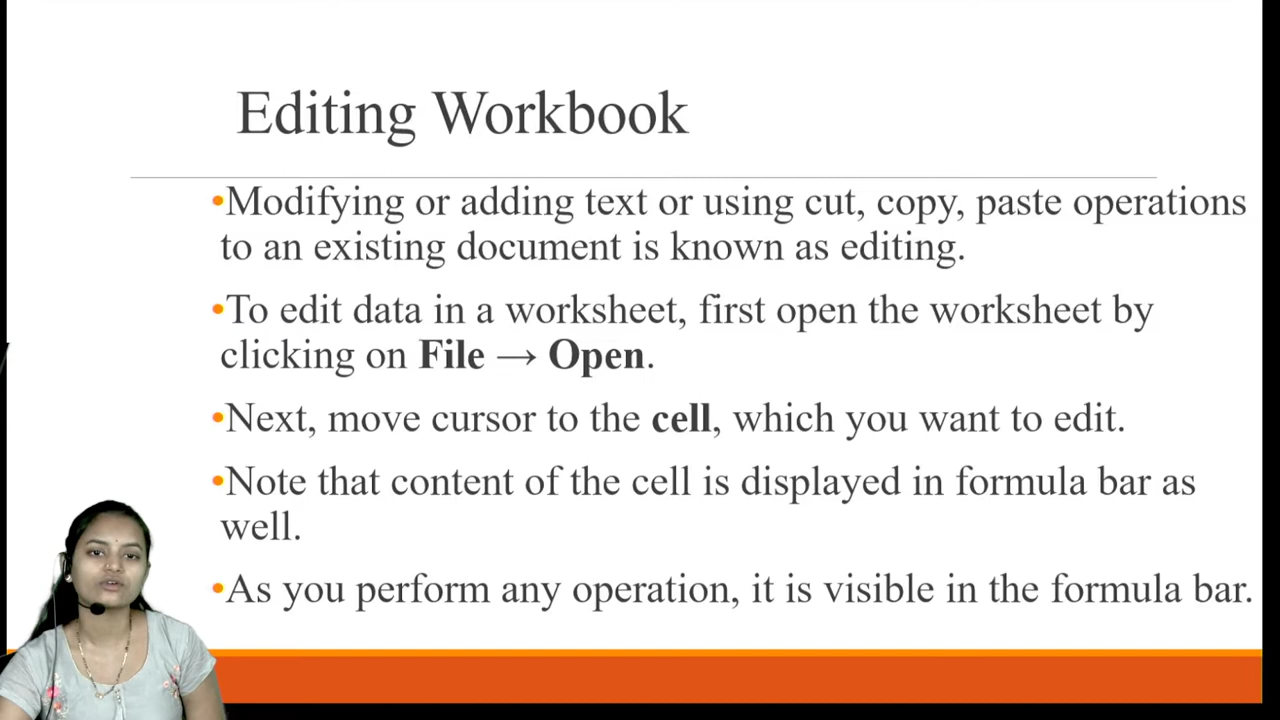 Editing Workbook
•Modifying or adding text or using cut, copy, paste operations
to an existing document is known as editing.
•To edit data in a worksheet, first open the worksheet by
clicking on File → Open.
•Next, move cursor to the cell, which you want to edit.
•Note that content of the cell is displayed in formula bar as
well.
•As you perform any operation, it is visible in the formula bar.